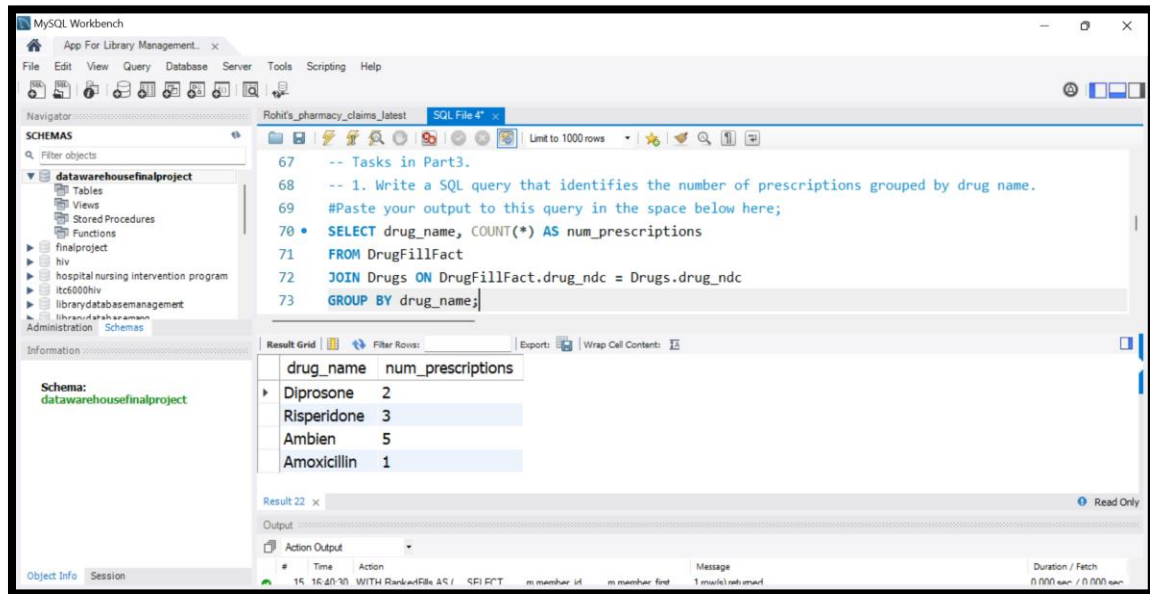 MySQL Workbench
App For Library Management..
File Edit View Query Database Server Tools Scripting Help
Navigator
Rohit's_pharmacy_claims_latest SQL File 4*
SCHEMAS
Limit to 1000 rows
Filter objects
datawarehousefinalproject
Tables
Views
Stored Procedures
Functions
finalproject
hiv
hospital nursing intervention program
itc6000hiv
librarydatabasemanagement
67 -- Tasks in Part3.
68 -- 1. Write a SQL query that identifies the number of prescriptions grouped by drug name.
69 #Paste your output to this query in the space below here;
70 SELECT drug_name, COUNT(*) AS num_prescriptions
71 FROM DrugFillFact
72 JOIN Drugs ON DrugFillFact.drug_ndc = Drugs.drug_ndc
73 GROUP BY drug_name;
Administration Schemas
Information
Schema:
datawarehousefinalproject
Result Grid Filter Rows: Export: Wrap Cell Content:
drug_name num_prescriptions
Diprosone 2
Risperidone 3
Ambien 5
Amoxicillin 1
Result 22 Read Only
Output
Action Output
# Time Action Message Duration / Fetch
15 16:40:30 WITH RankedFills AS ( SELECT m.member_id m.member_first 1 row(s) returned 0.000 sec / 0.000 sec
Object Info Session